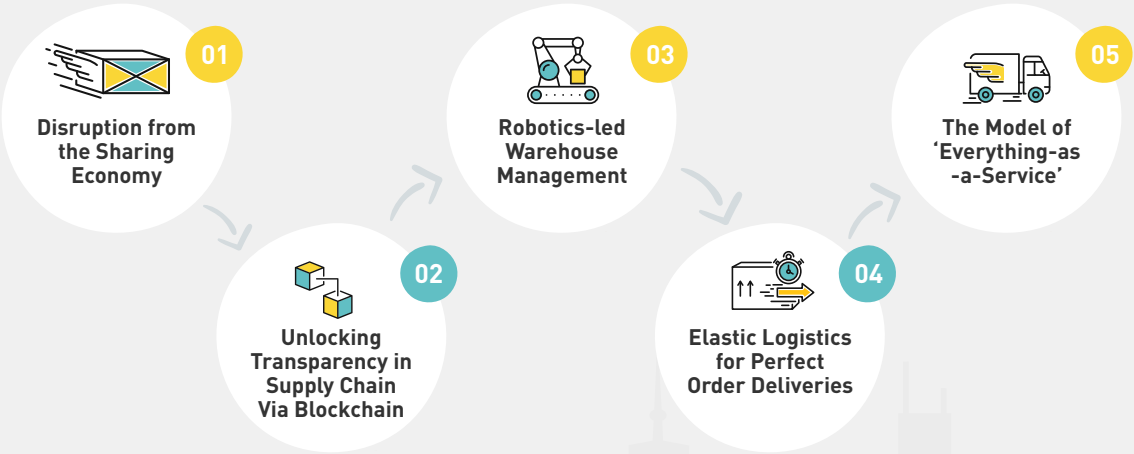 01
Disruption from
the Sharing
Economy
02
Unlocking
Transparency in
Supply Chain
Via Blockchain
03
Robotics-led
Warehouse
Management
04
Elastic Logistics
for Perfect
Order Deliveries
05
The Model of
‘Everything-as
-a-Service’